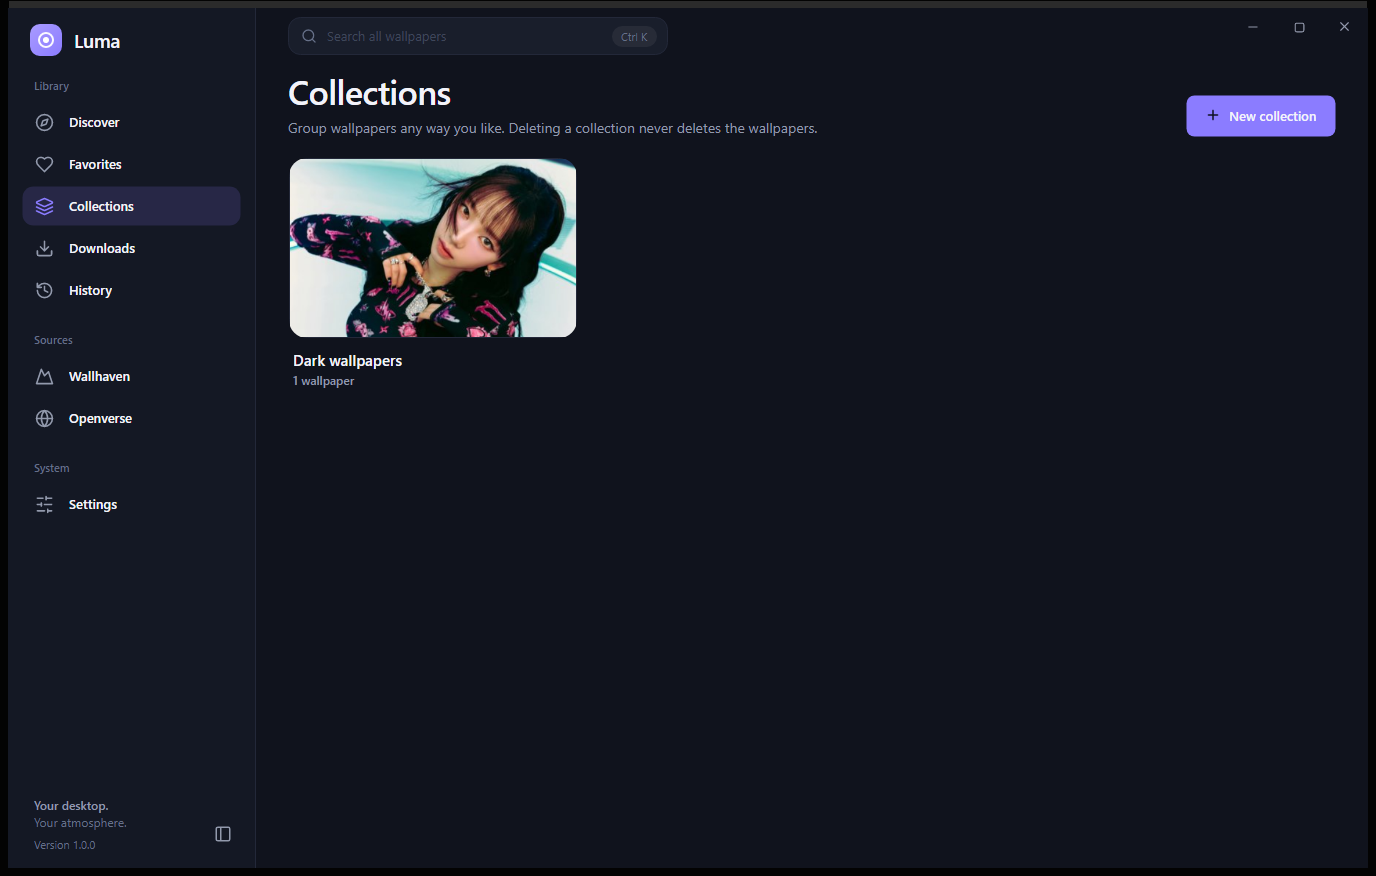 Luma
Search all wallpapers
Ctrl K
Library
Discover
Favorites
Collections
Downloads
History
Sources
Wallhaven
Openverse
System
Settings
Your desktop.
Your atmosphere.
Version 1.0.0
Collections
Group wallpapers any way you like. Deleting a collection never deletes the wallpapers.
New collection
Dark wallpapers
1 wallpaper